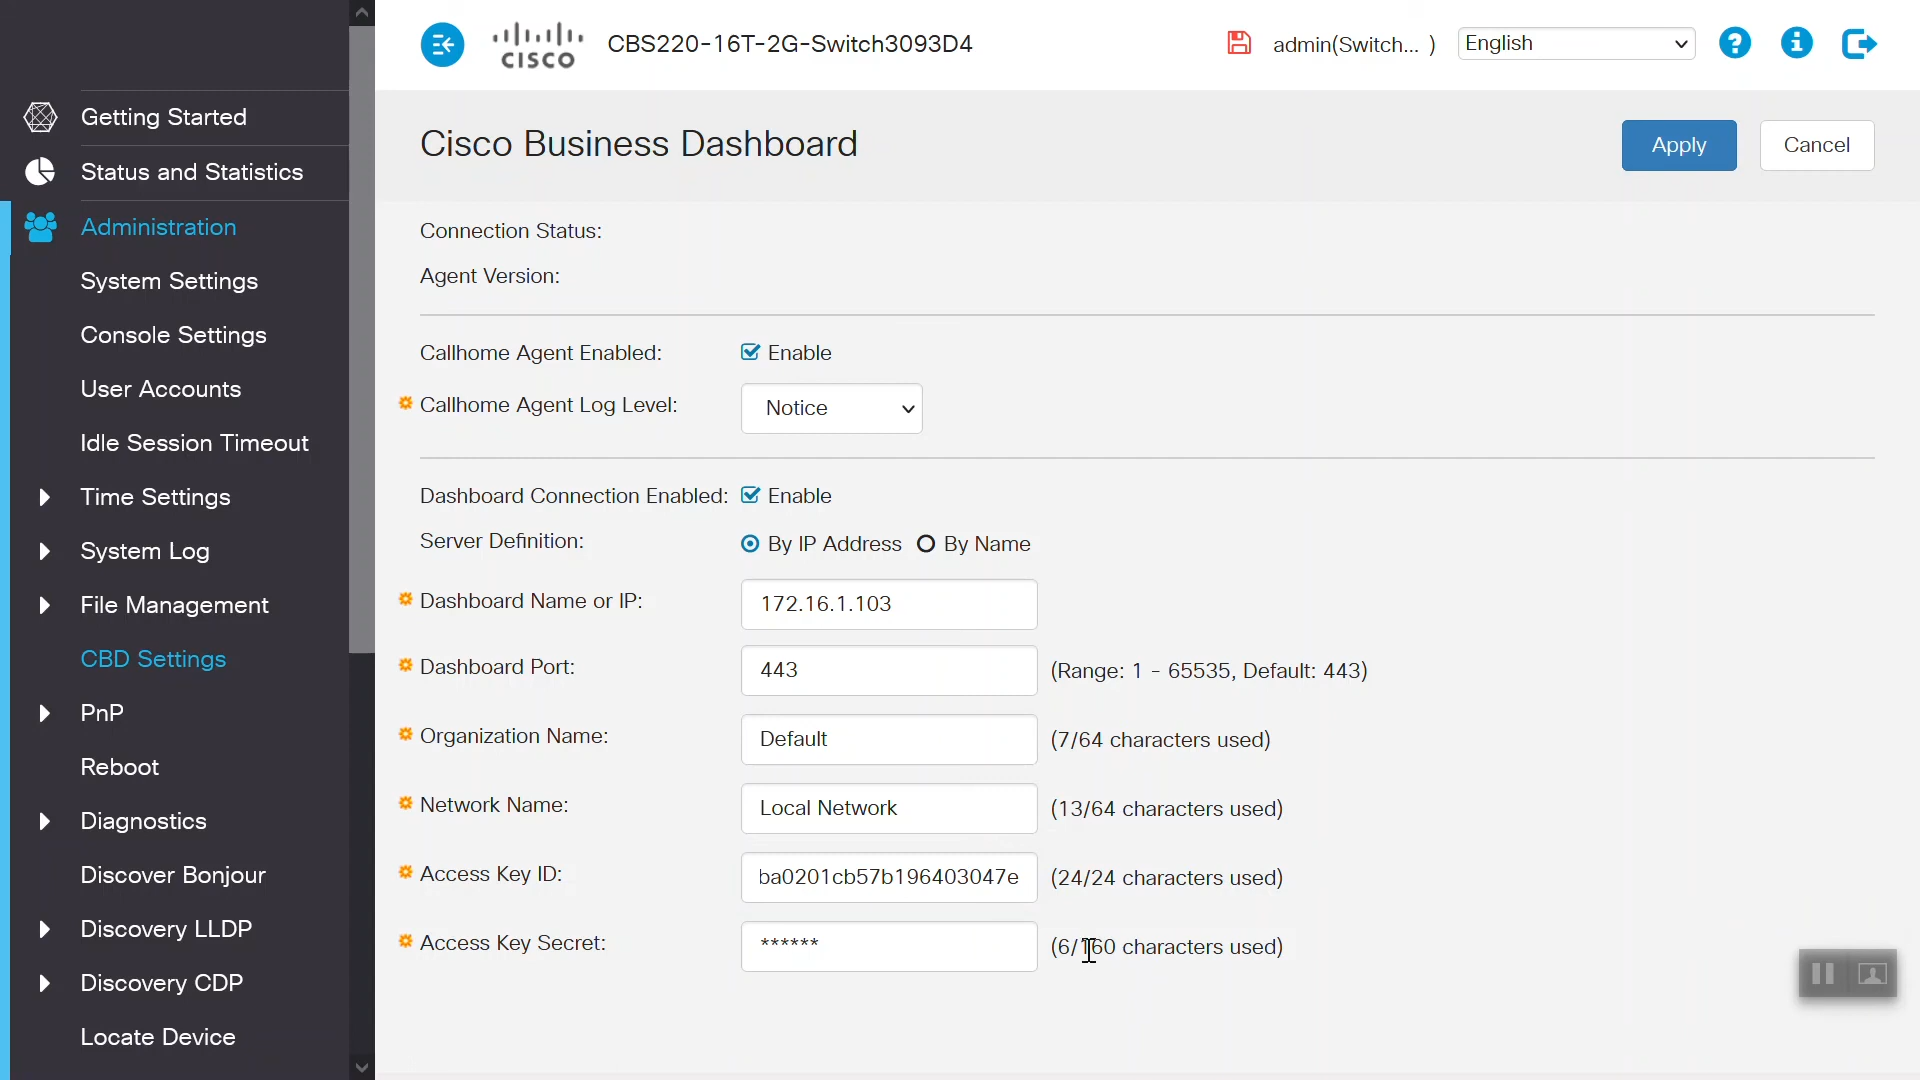 CISCO
CBS220-16T-2G-Switch3093D4
admin(Switch... )
English
Getting Started
Status and Statistics
Administration
System Settings
Console Settings
User Accounts
Idle Session Timeout
Time Settings
System Log
File Management
CBD Settings
PnP
Reboot
Diagnostics
Discover Bonjour
Discovery LLDP
Discovery CDP
Locate Device
Cisco Business Dashboard
Apply
Cancel
Connection Status:
Agent Version:
Callhome Agent Enabled: Enable
Callhome Agent Log Level: Notice
Dashboard Connection Enabled: Enable
Server Definition: By IP Address By Name
Dashboard Name or IP: 172.16.1.103
Dashboard Port: 443 (Range: 1 - 65535, Default: 443)
Organization Name: Default (7/64 characters used)
Network Name: Local Network (13/64 characters used)
Access Key ID: ba0201cb57b196403047e (24/24 characters used)
Access Key Secret: ****** (6/160 characters used)